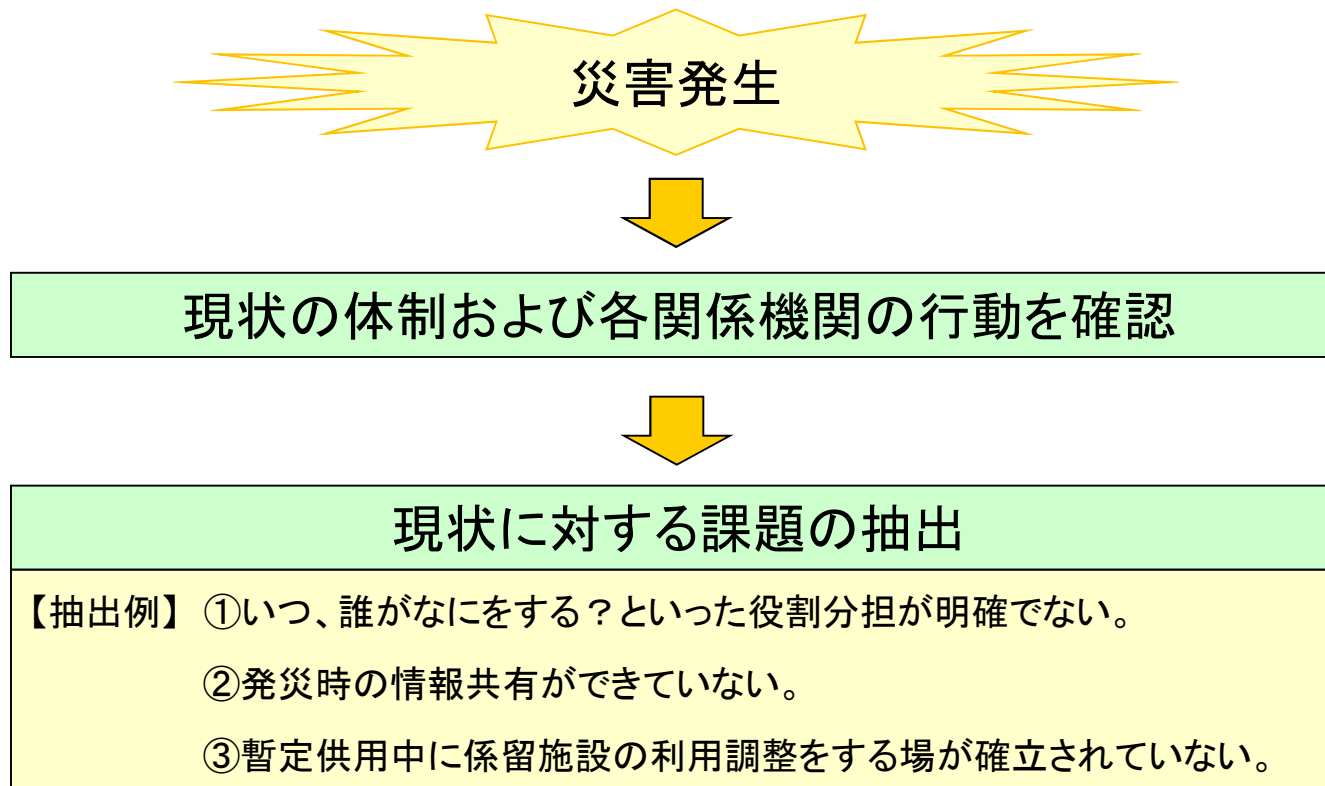 災害発生
現状の体制および各関係機関の行動を確認
現状に対する課題の抽出
【抽出例】 ①いつ、誰がなにをする？といった役割分担が明確でない。
②発災時の情報共有ができていない。
③暫定供用中に係留施設の利用調整をする場が確立されていない。